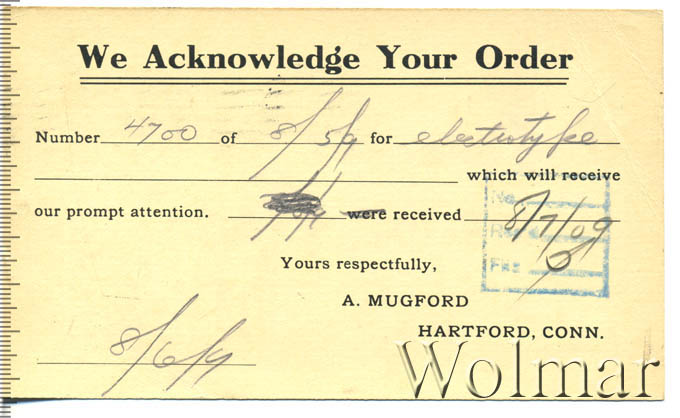 We Acknowledge Your Order
Number 4700 of 8/5/9 for electrotype
which will receive
our prompt attention. were received 8/7/09
No.
Yours respectfully,
A. MUGFORD
HARTFORD, CONN.
8/6/9
Wolmar